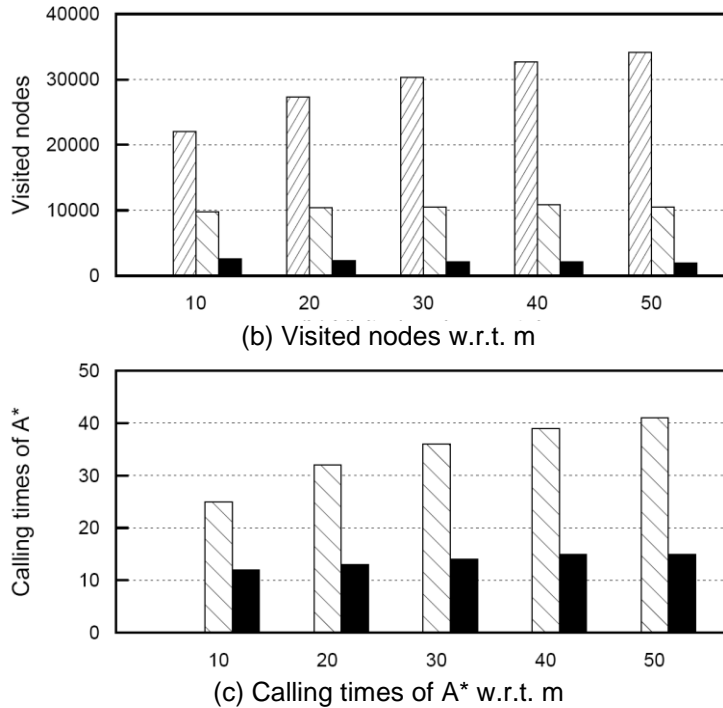 40000
30000
20000
10000
0
Visited nodes
10 20 30 40 50
(b) Visited nodes w.r.t. m
50
40
30
20
10
0
Calling times of A*
10 20 30 40 50
(c) Calling times of A* w.r.t. m